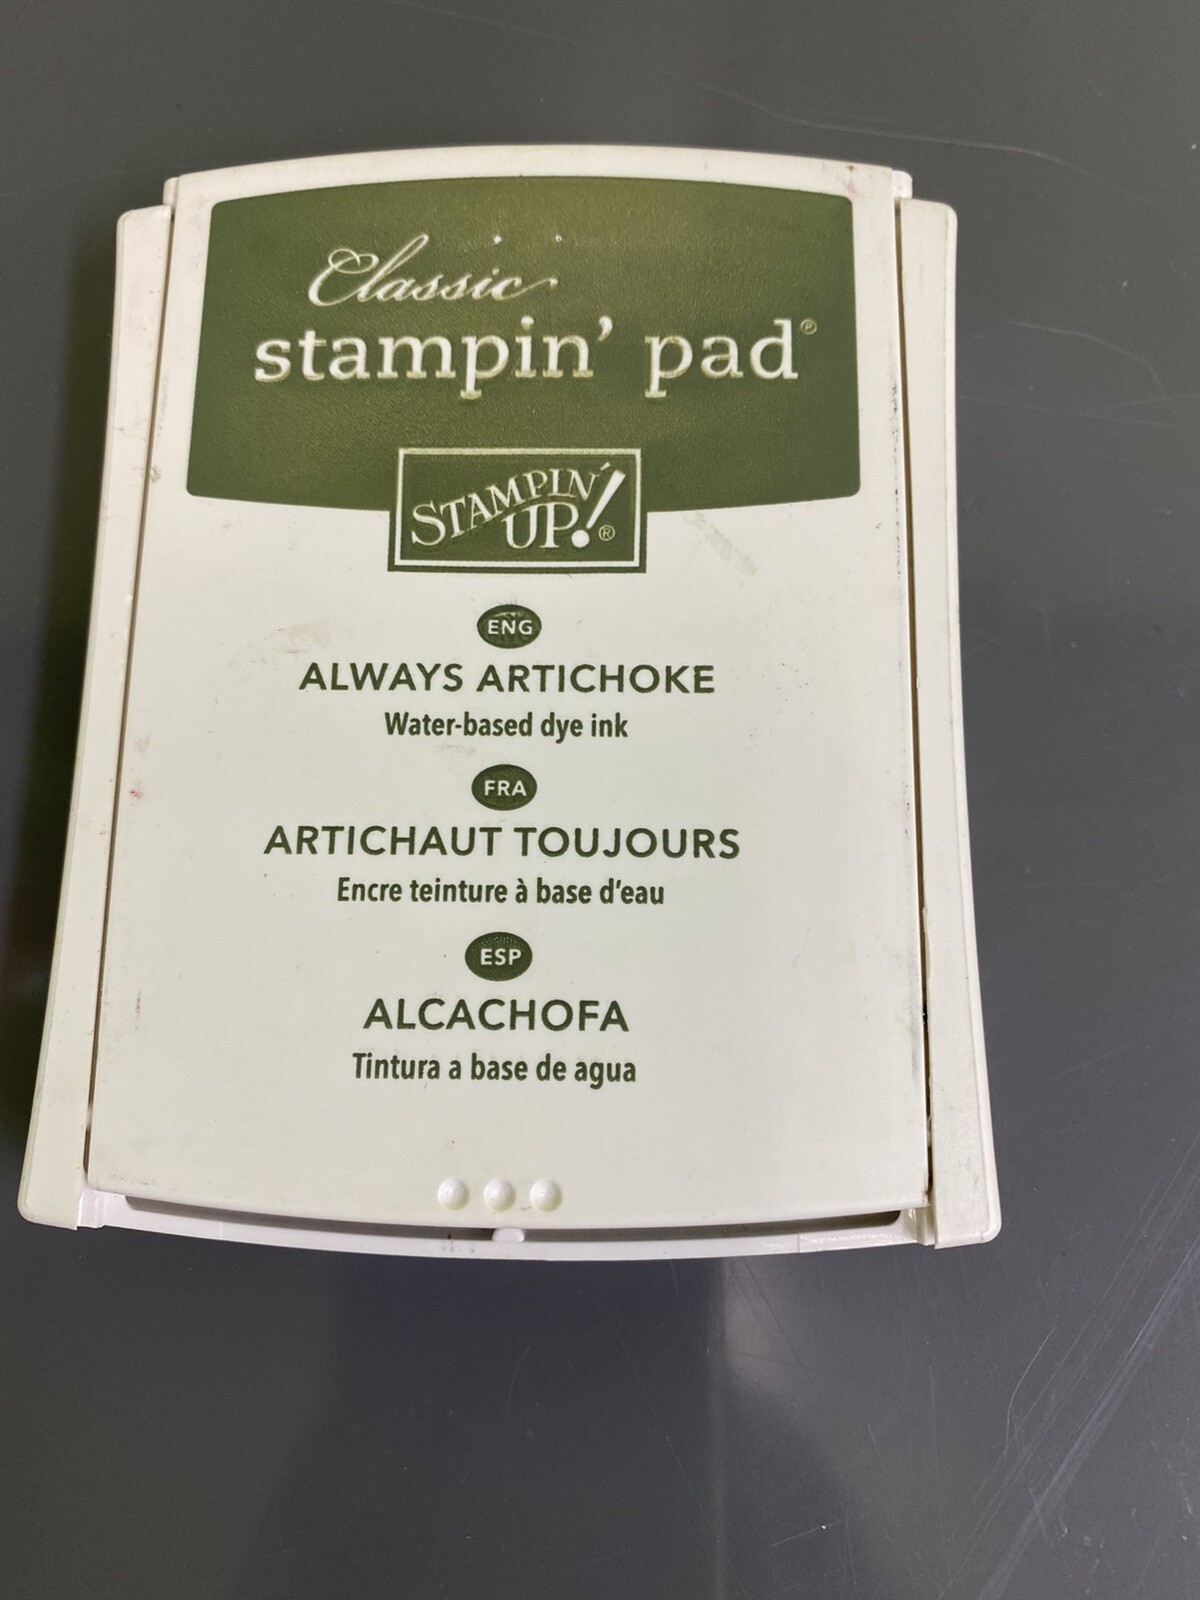 Classic
stampin' pad®
STAMPIN'
UP!®
ENG
ALWAYS ARTICHOKE
Water-based dye ink
FRA
ARTICHAUT TOUJOURS
Encre teinture à base d'eau
ESP
ALCACHOFA
Tintura a base de agua